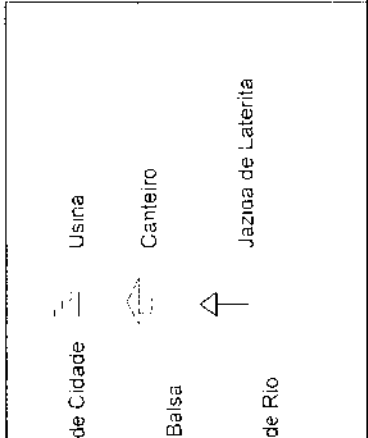 de Cidade
Usina
Canteiro
Balsa
Jazida de Laterita
de Rio